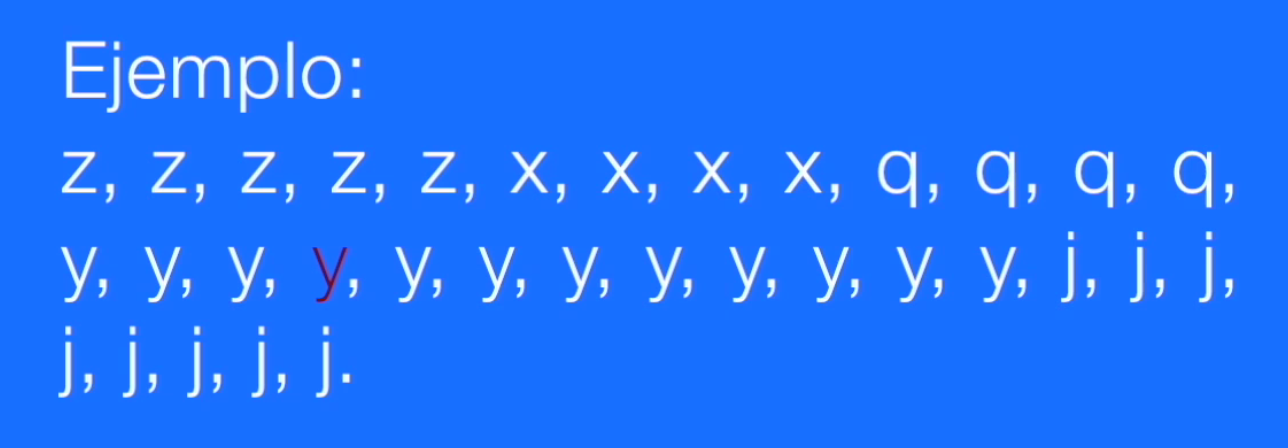 Ejemplo:
z, z, z, z, z, x, x, x, x, q, q, q, q,
y, y, y, y, y, y, y, y, y, y, y, y, j, j, j,
j, j, j, j, j.